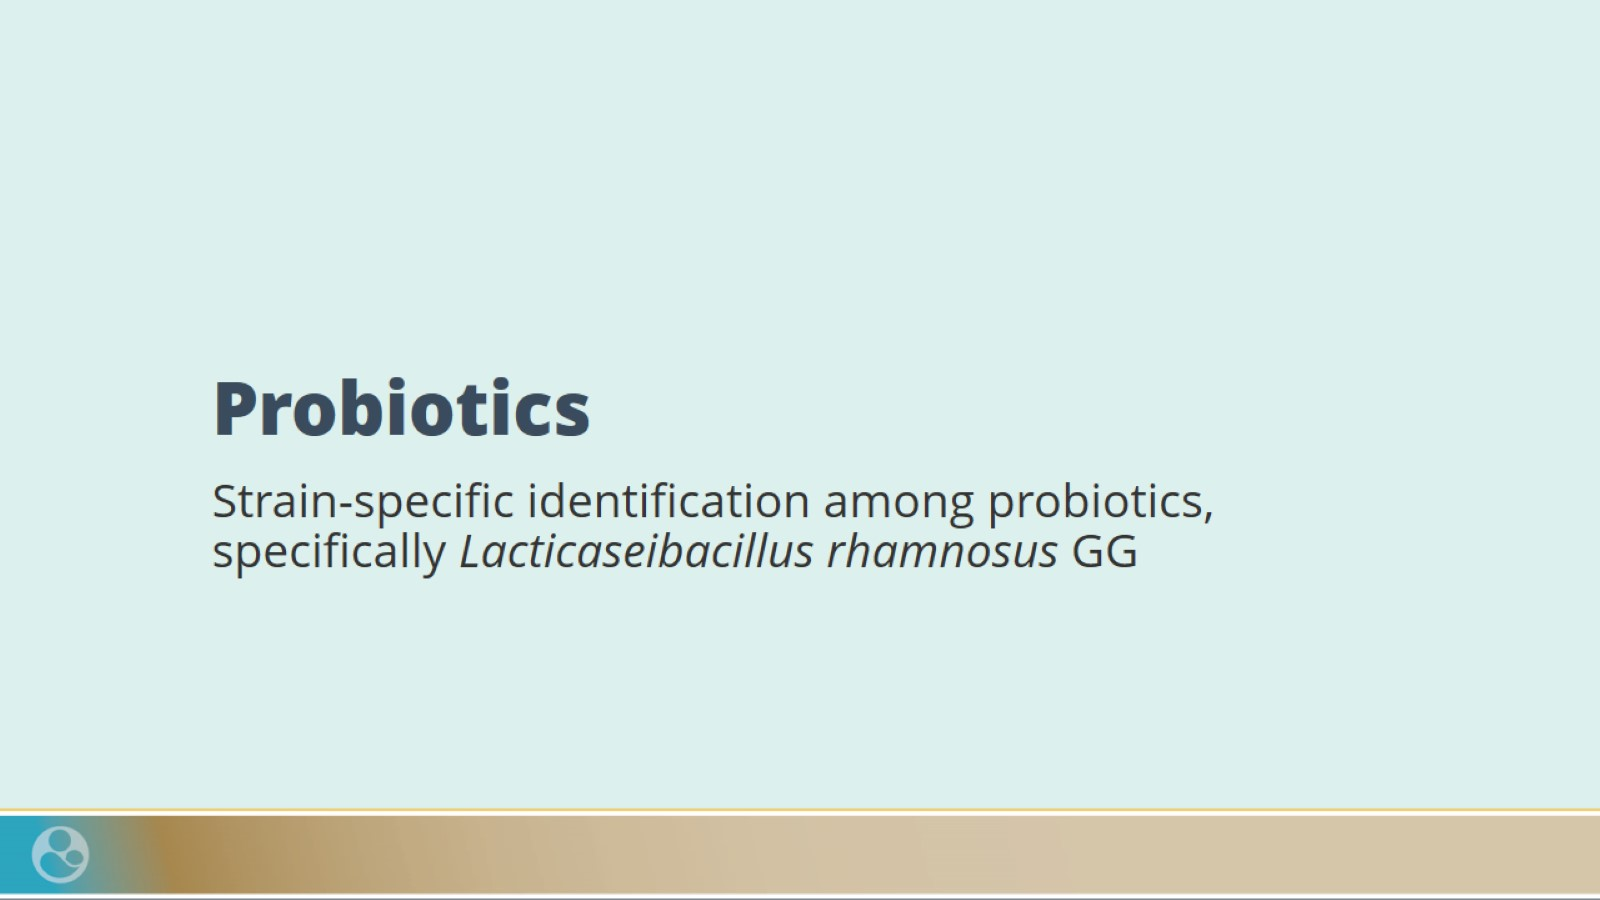 Probiotics
Strain-specific identification among probiotics,
specifically Lacticaseibacillus rhamnosus GG